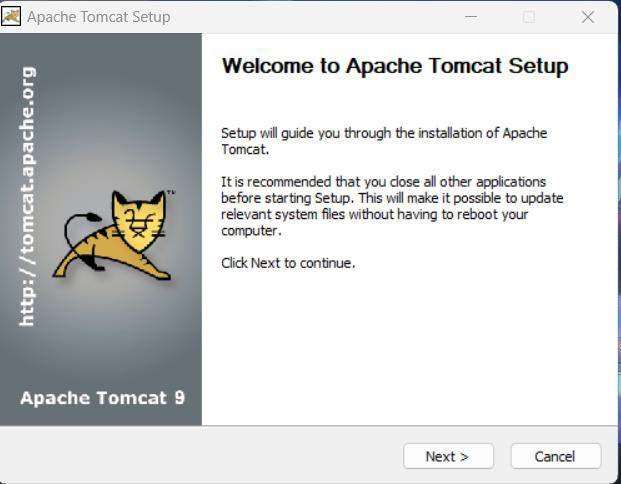 Apache Tomcat Setup
http://tomcat.apache.org
™
Apache Tomcat 9
Welcome to Apache Tomcat Setup
Setup will guide you through the installation of Apache
Tomcat.
It is recommended that you close all other applications
before starting Setup. This will make it possible to update
relevant system files without having to reboot your
computer.
Click Next to continue.
Next >
Cancel